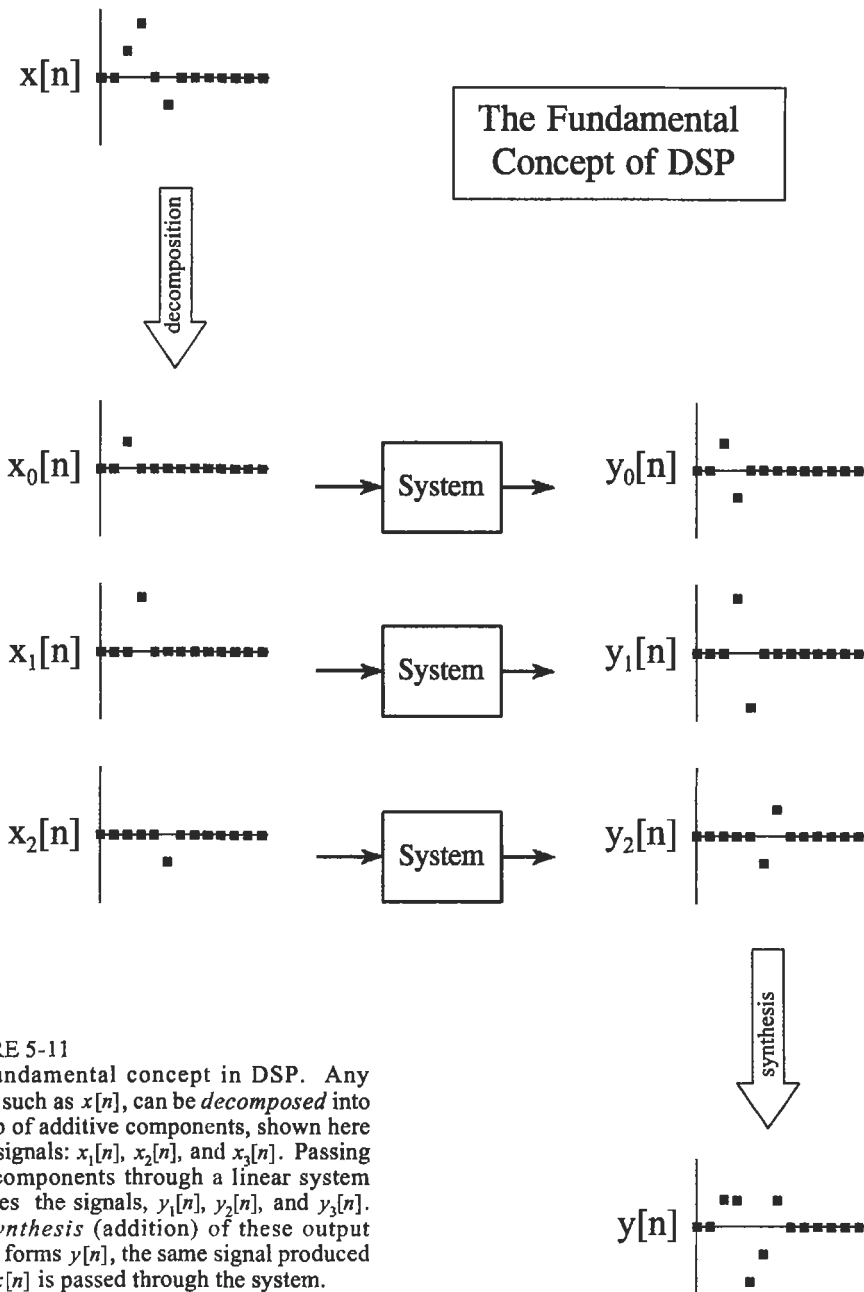 x[n]
The Fundamental
Concept of DSP
decomposition
x₀[n]
System
y₀[n]
x₁[n]
System
y₁[n]
x₂[n]
System
y₂[n]
synthesis
RE 5-11
undamental concept in DSP. Any
such as x[n], can be decomposed into
of additive components, shown here
signals: x₁[n], x₂[n], and x₃[n]. Passing
components through a linear system
es the signals, y₁[n], y₂[n], and y₃[n].
nthesis (addition) of these output
forms y[n], the same signal produced
[n] is passed through the system.
y[n]